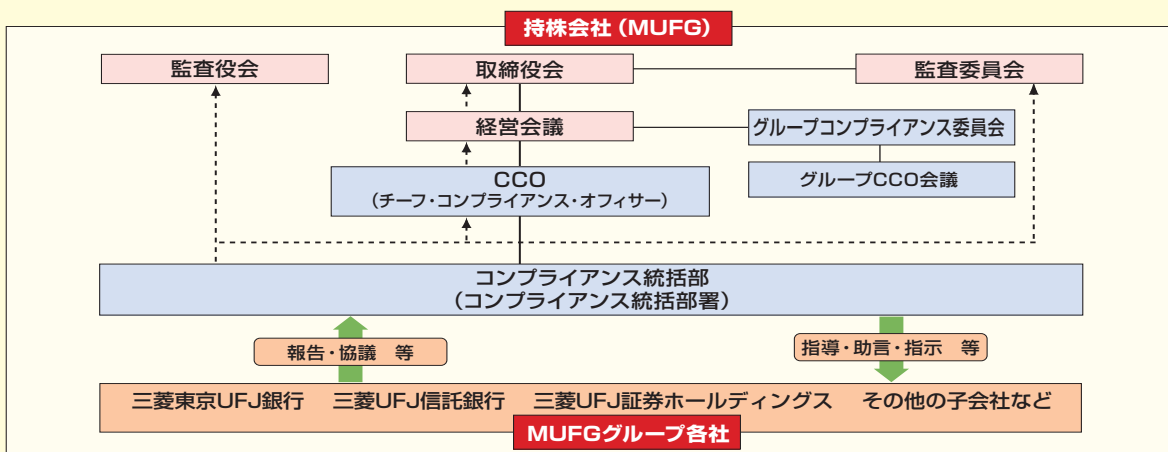 持株会社（MUFG）
監査役会
取締役会
監査委員会
経営会議
グループコンプライアンス委員会
CCO
（チーフ・コンプライアンス・オフィサー）
グループCCO会議
コンプライアンス統括部
（コンプライアンス統括部署）
報告・協議　等
指導・助言・指示　等
三菱東京UFJ銀行　三菱UFJ信託銀行　三菱UFJ証券ホールディングス　その他の子会社など
MUFGグループ各社